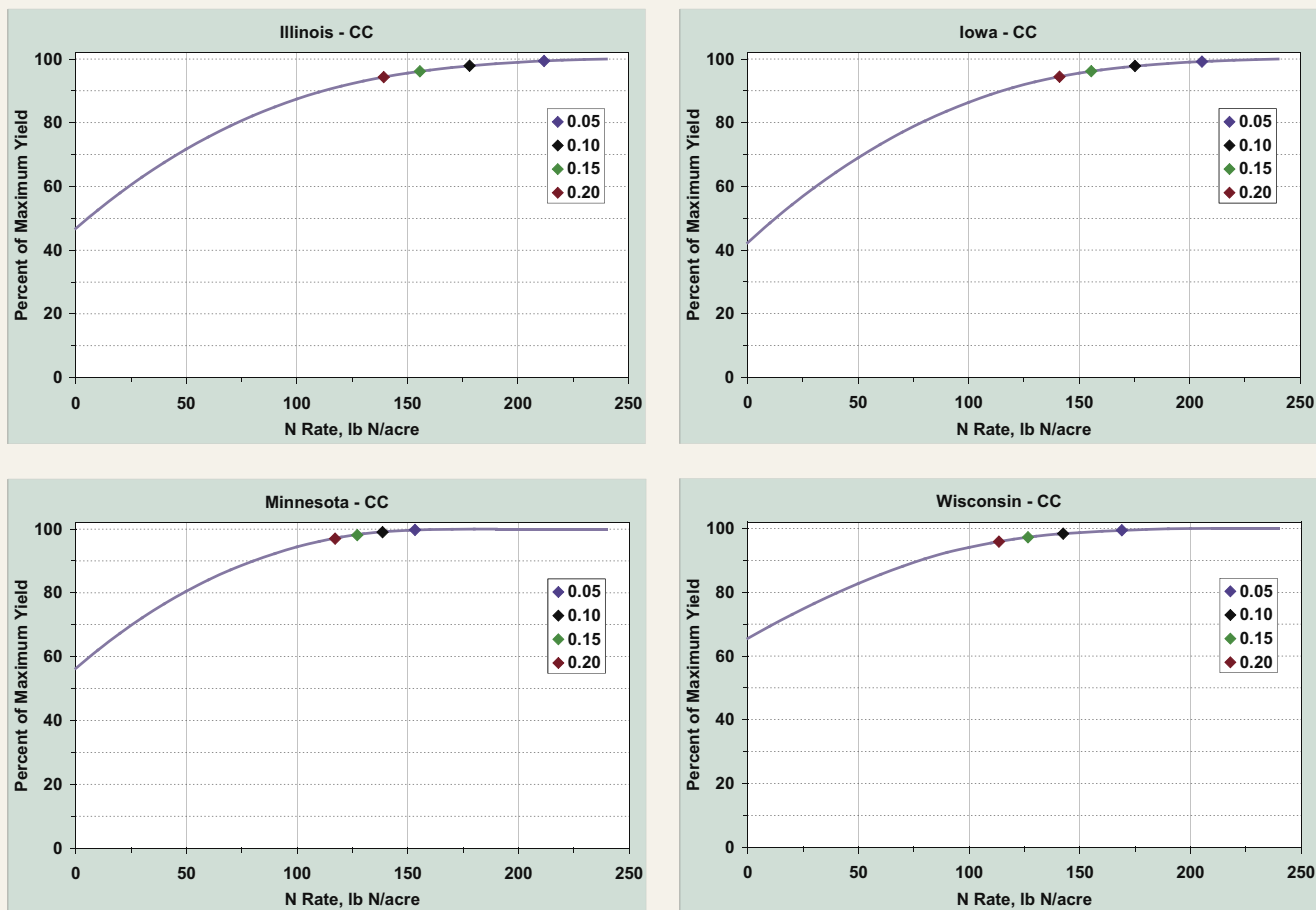 Illinois - CC
Percent of Maximum Yield
100
80
60
40
20
0
0.05
0.10
0.15
0.20
0 50 100 150 200 250
N Rate, lb N/acre
Iowa - CC
Percent of Maximum Yield
100
80
60
40
20
0
0.05
0.10
0.15
0.20
0 50 100 150 200 250
N Rate, lb N/acre
Minnesota - CC
Percent of Maximum Yield
100
80
60
40
20
0
0.05
0.10
0.15
0.20
0 50 100 150 200 250
N Rate, lb N/acre
Wisconsin - CC
Percent of Maximum Yield
100
80
60
40
20
0
0.05
0.10
0.15
0.20
0 50 100 150 200 250
N Rate, lb N/acre